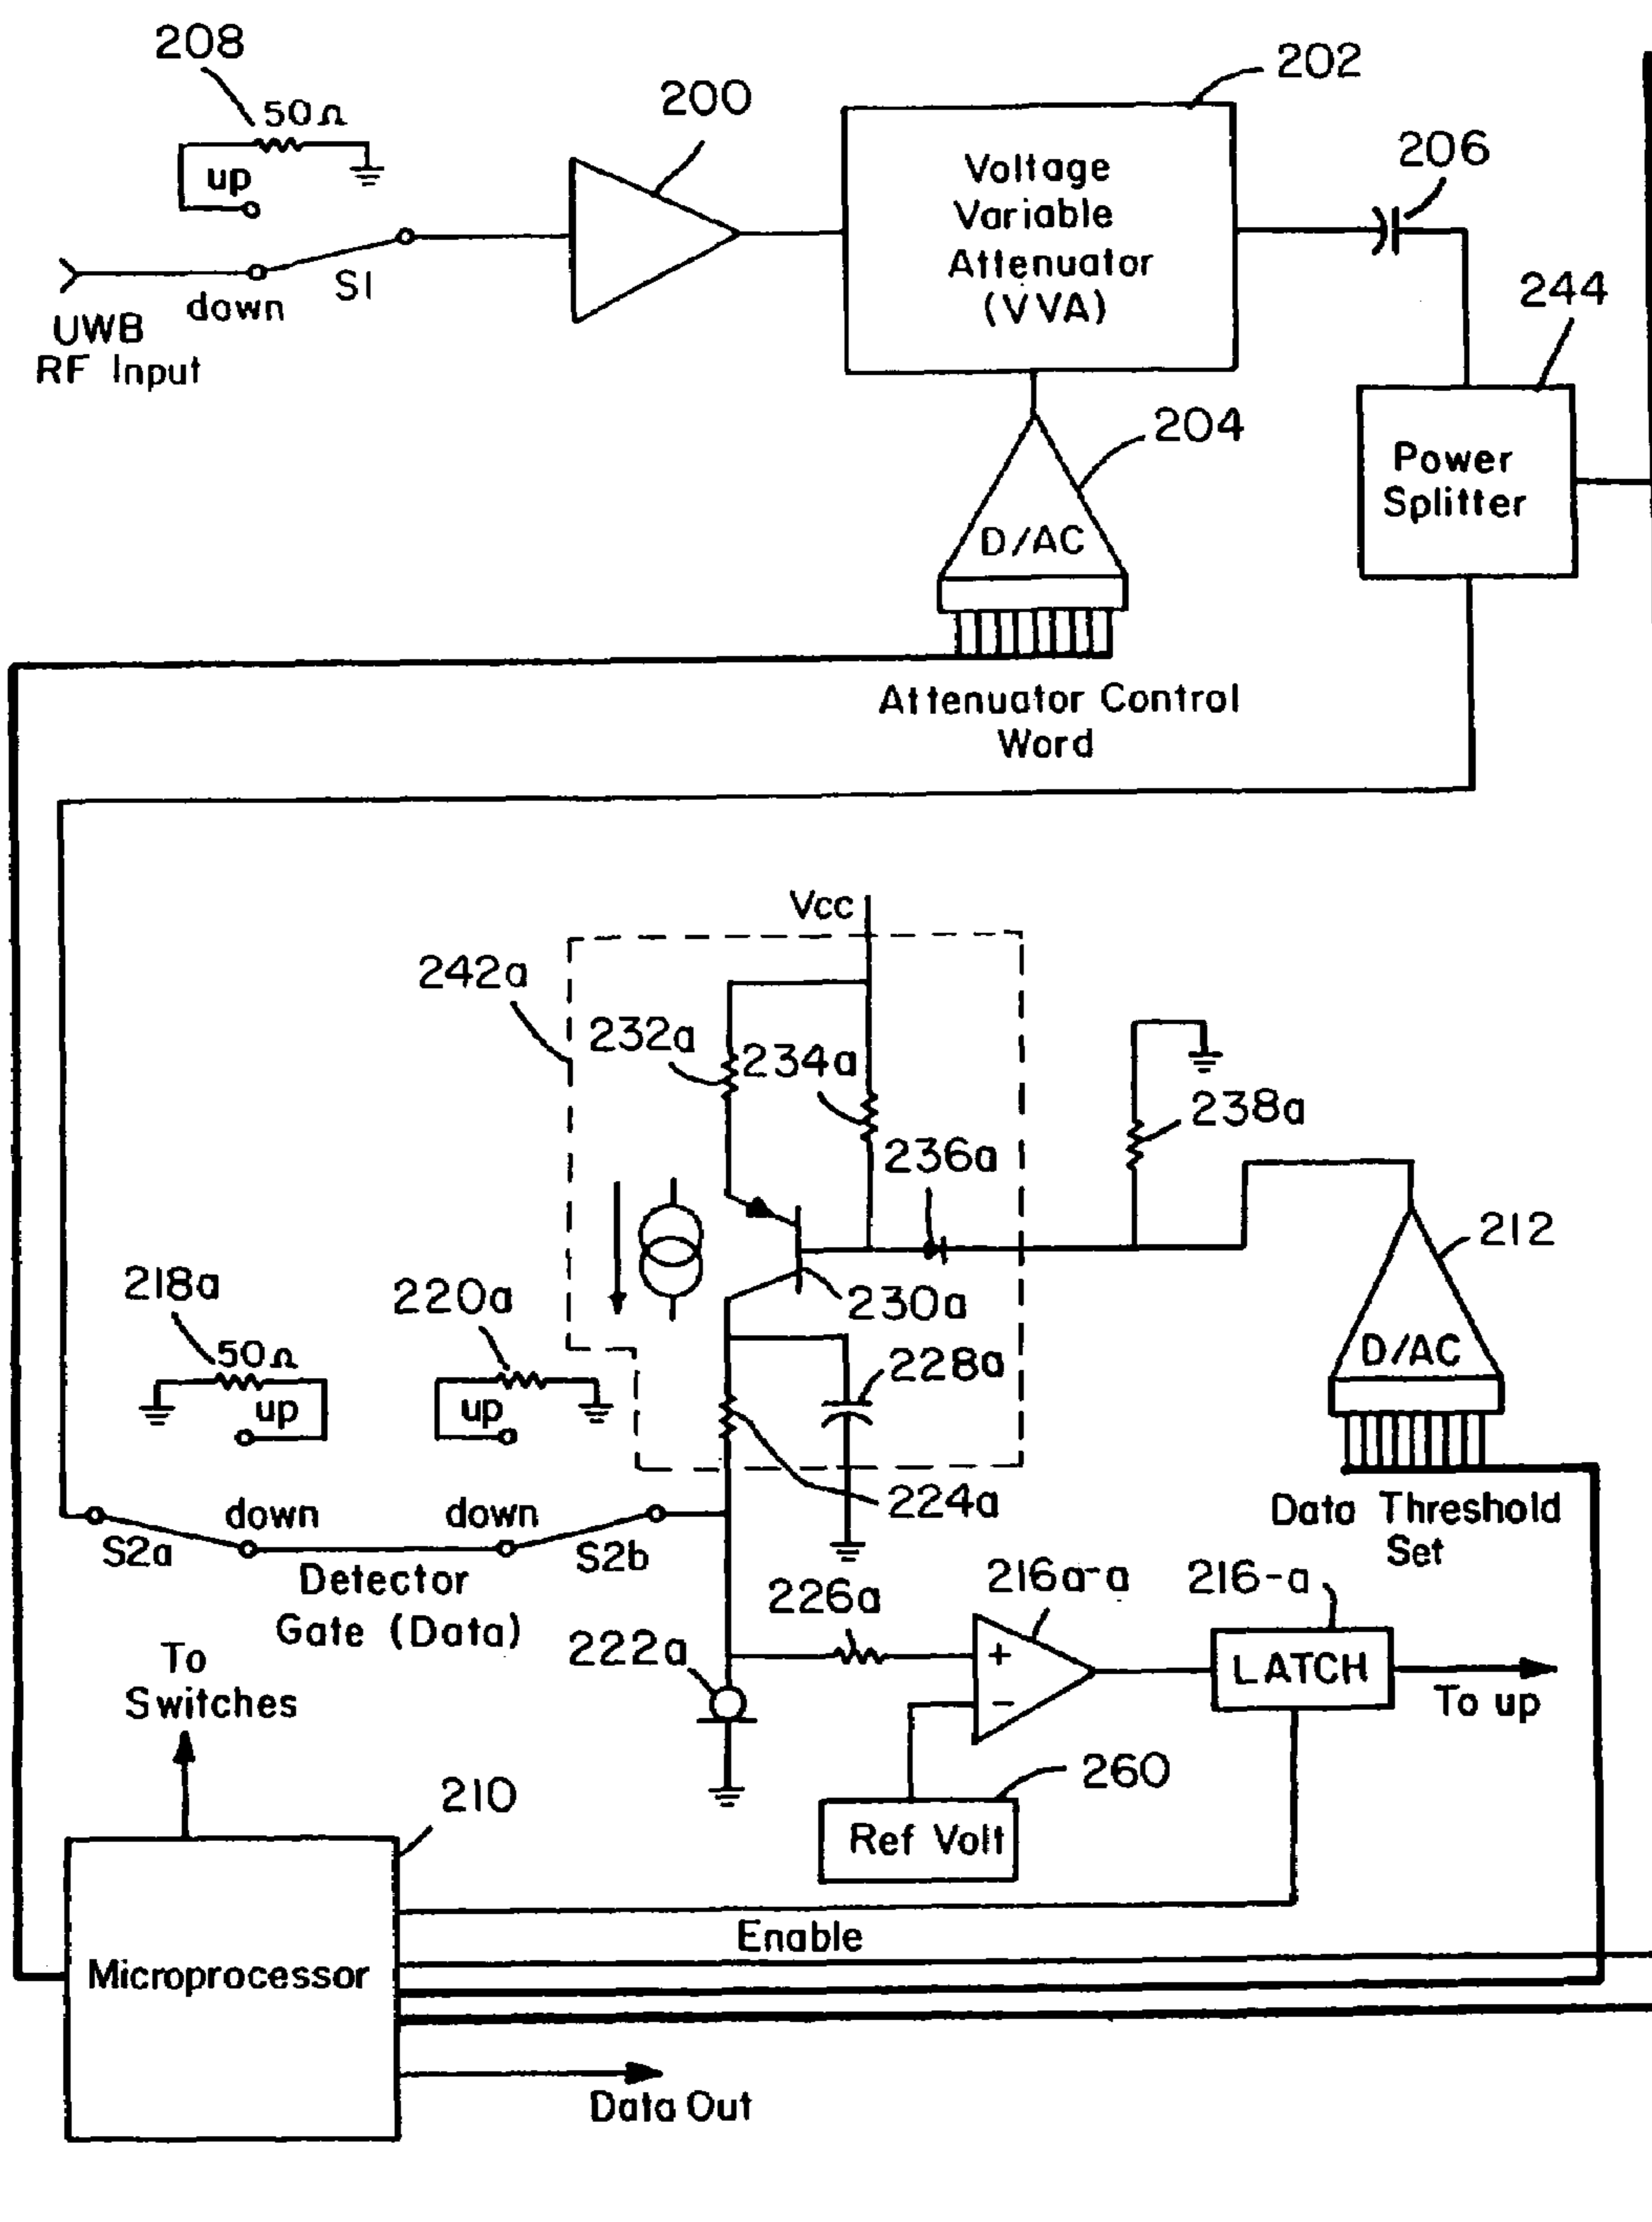 208
50Ω
up
200
202
Voltage
Variable
Attenuator
(VVA)
206
244
UWB
RF Input
down
S1
204
D/AC
Power
Splitter
Attenuator Control
Word
Vcc
242a
232a
234a
236a
238a
212
230a
218a
50Ω
up
220a
up
228a
D/AC
224a
Data Threshold
Set
down
S2a
down
S2b
Detector
Gate (Data)
226a
216a-a
216-a
222a
+
−
LATCH
To up
To
Switches
210
260
Ref Volt
Enable
Microprocessor
Data Out